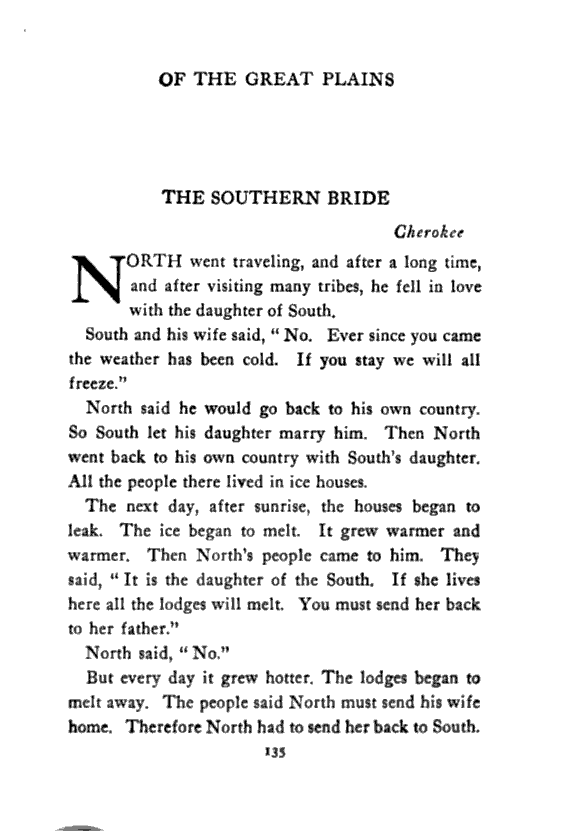 OF THE GREAT PLAINS
THE SOUTHERN BRIDE
Cherokee
NORTH went traveling, and after a long time,
and after visiting many tribes, he fell in love
with the daughter of South.
South and his wife said, “ No. Ever since you came
the weather has been cold. If you stay we will all
freeze.”
North said he would go back to his own country.
So South let his daughter marry him. Then North
went back to his own country with South’s daughter.
All the people there lived in ice houses.
The next day, after sunrise, the houses began to
leak. The ice began to melt. It grew warmer and
warmer. Then North’s people came to him. They
said, “ It is the daughter of the South. If she lives
here all the lodges will melt. You must send her back
to her father.”
North said, “ No.”
But every day it grew hotter. The lodges began to
melt away. The people said North must send his wife
home. Therefore North had to send her back to South.
135